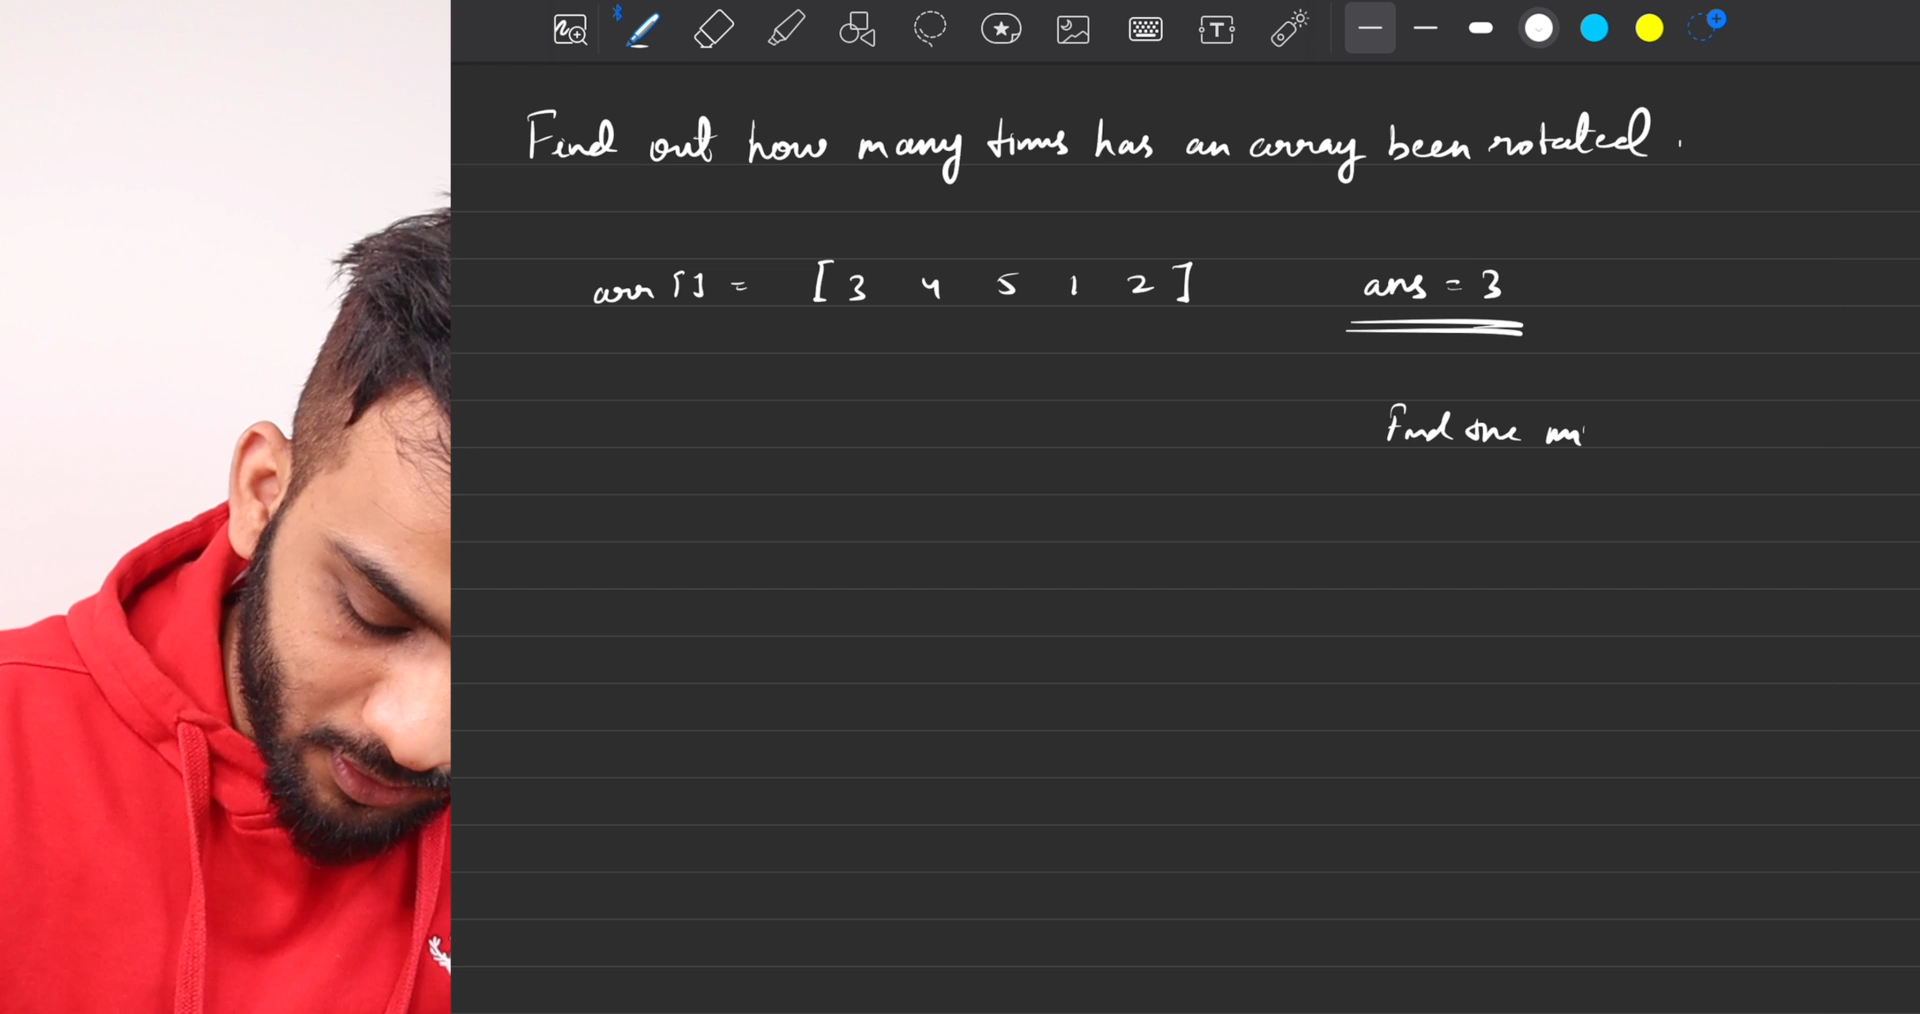 Find out how many times has an array been rotated.
arr [] = [ 3 4 5 1 2 ] ans = 3
Find the mi